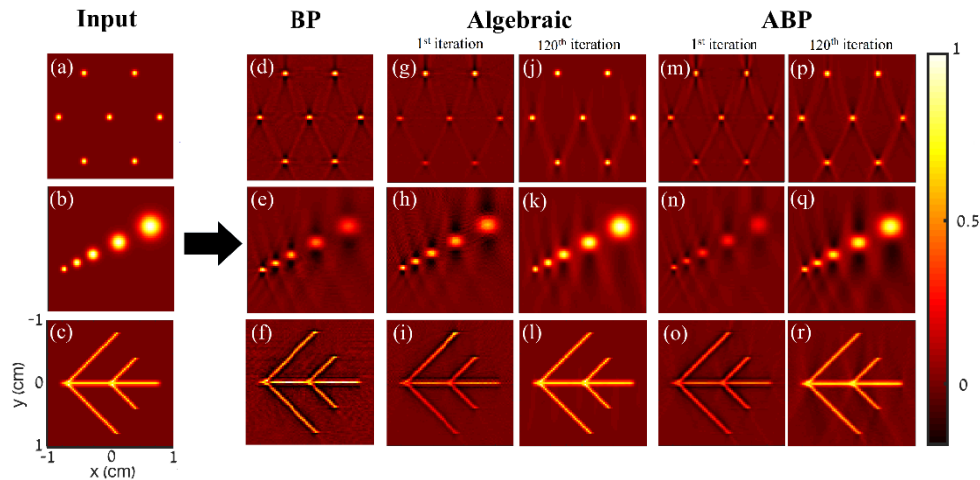 Input BP Algebraic ABP
1st iteration 120th iteration 1st iteration 120th iteration
(a) (d) (g) (j) (m) (p)
(b) (e) (h) (k) (n) (q)
(c) (f) (i) (l) (o) (r)
1
0.5
0
-1
0
1
y (cm)
-1 0 1
x (cm)